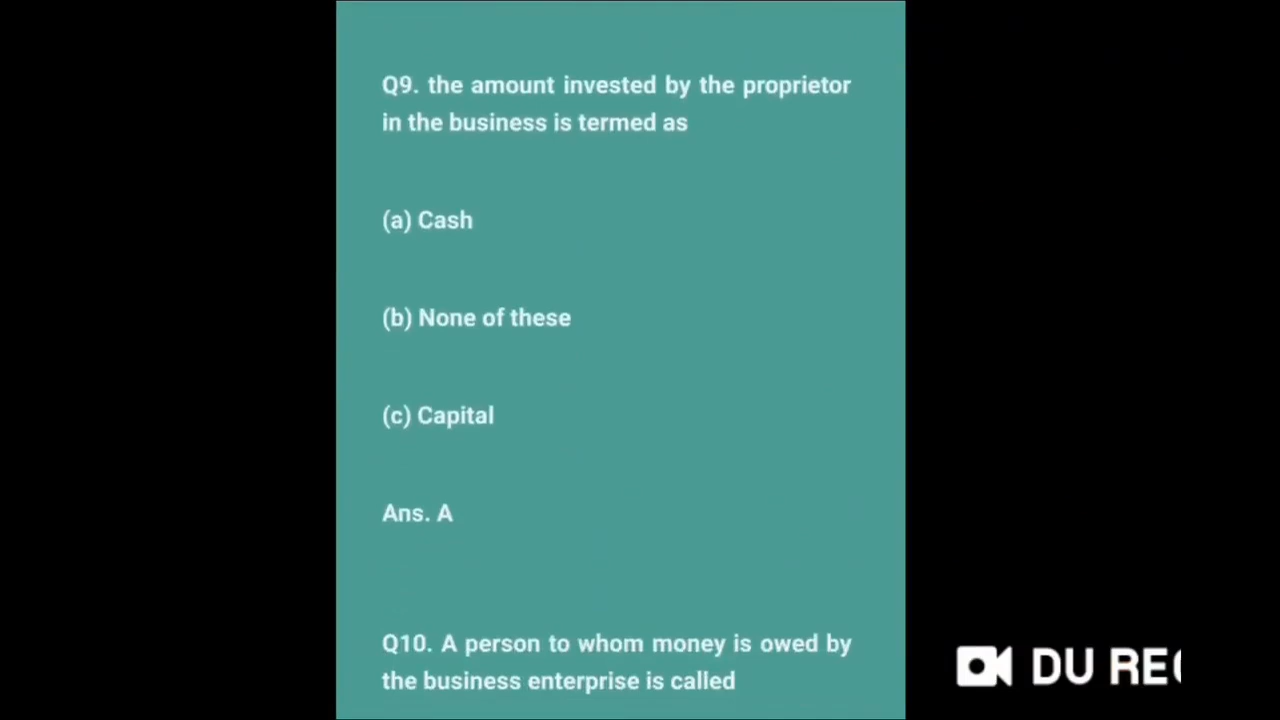 Q9. the amount invested by the proprietor
in the business is termed as
(a) Cash
(b) None of these
(c) Capital
Ans. A
Q10. A person to whom money is owed by
the business enterprise is called
DU REC